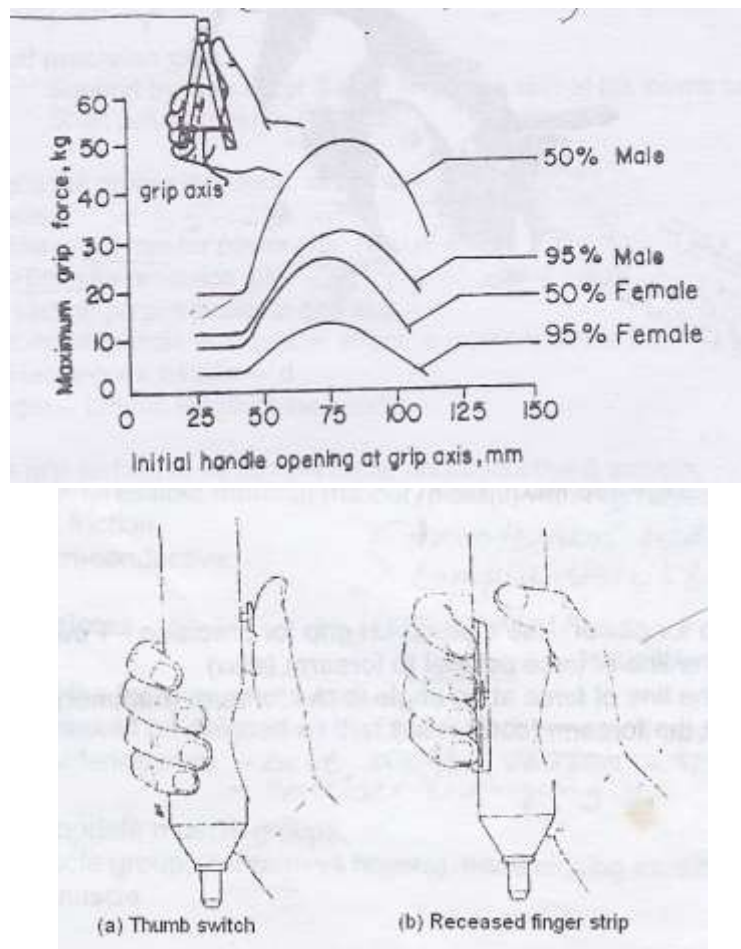 60
50
40
30
20
10
0
Maximum grip force, kg
grip axis
50% Male
95% Male
50% Female
95% Female
0 25 50 75 100 125 150
Initial handle opening at grip axis, mm
(a) Thumb switch
(b) Receased finger strip